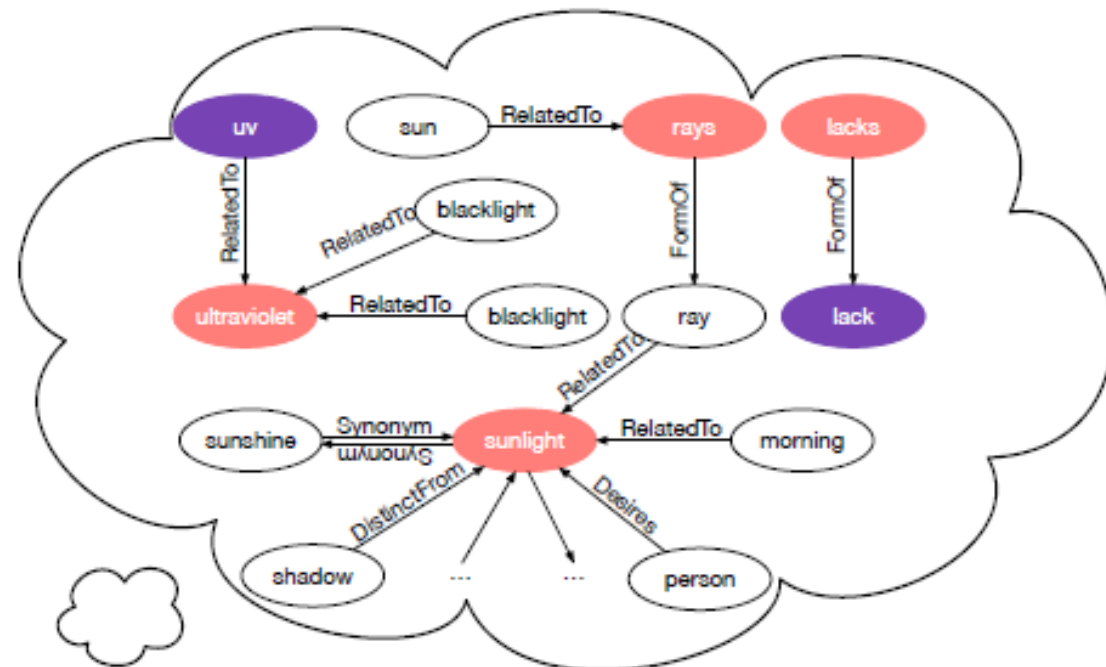 uv
sun
RelatedTo
rays
lacks
RelatedTo
RelatedTo
blacklight
FormOf
FormOf
ultraviolet
RelatedTo
blacklight
ray
lack
RelatedTo
sunshine
Synonym
Synonym
sunlight
RelatedTo
morning
DistinctFrom
Desires
shadow
...
...
person